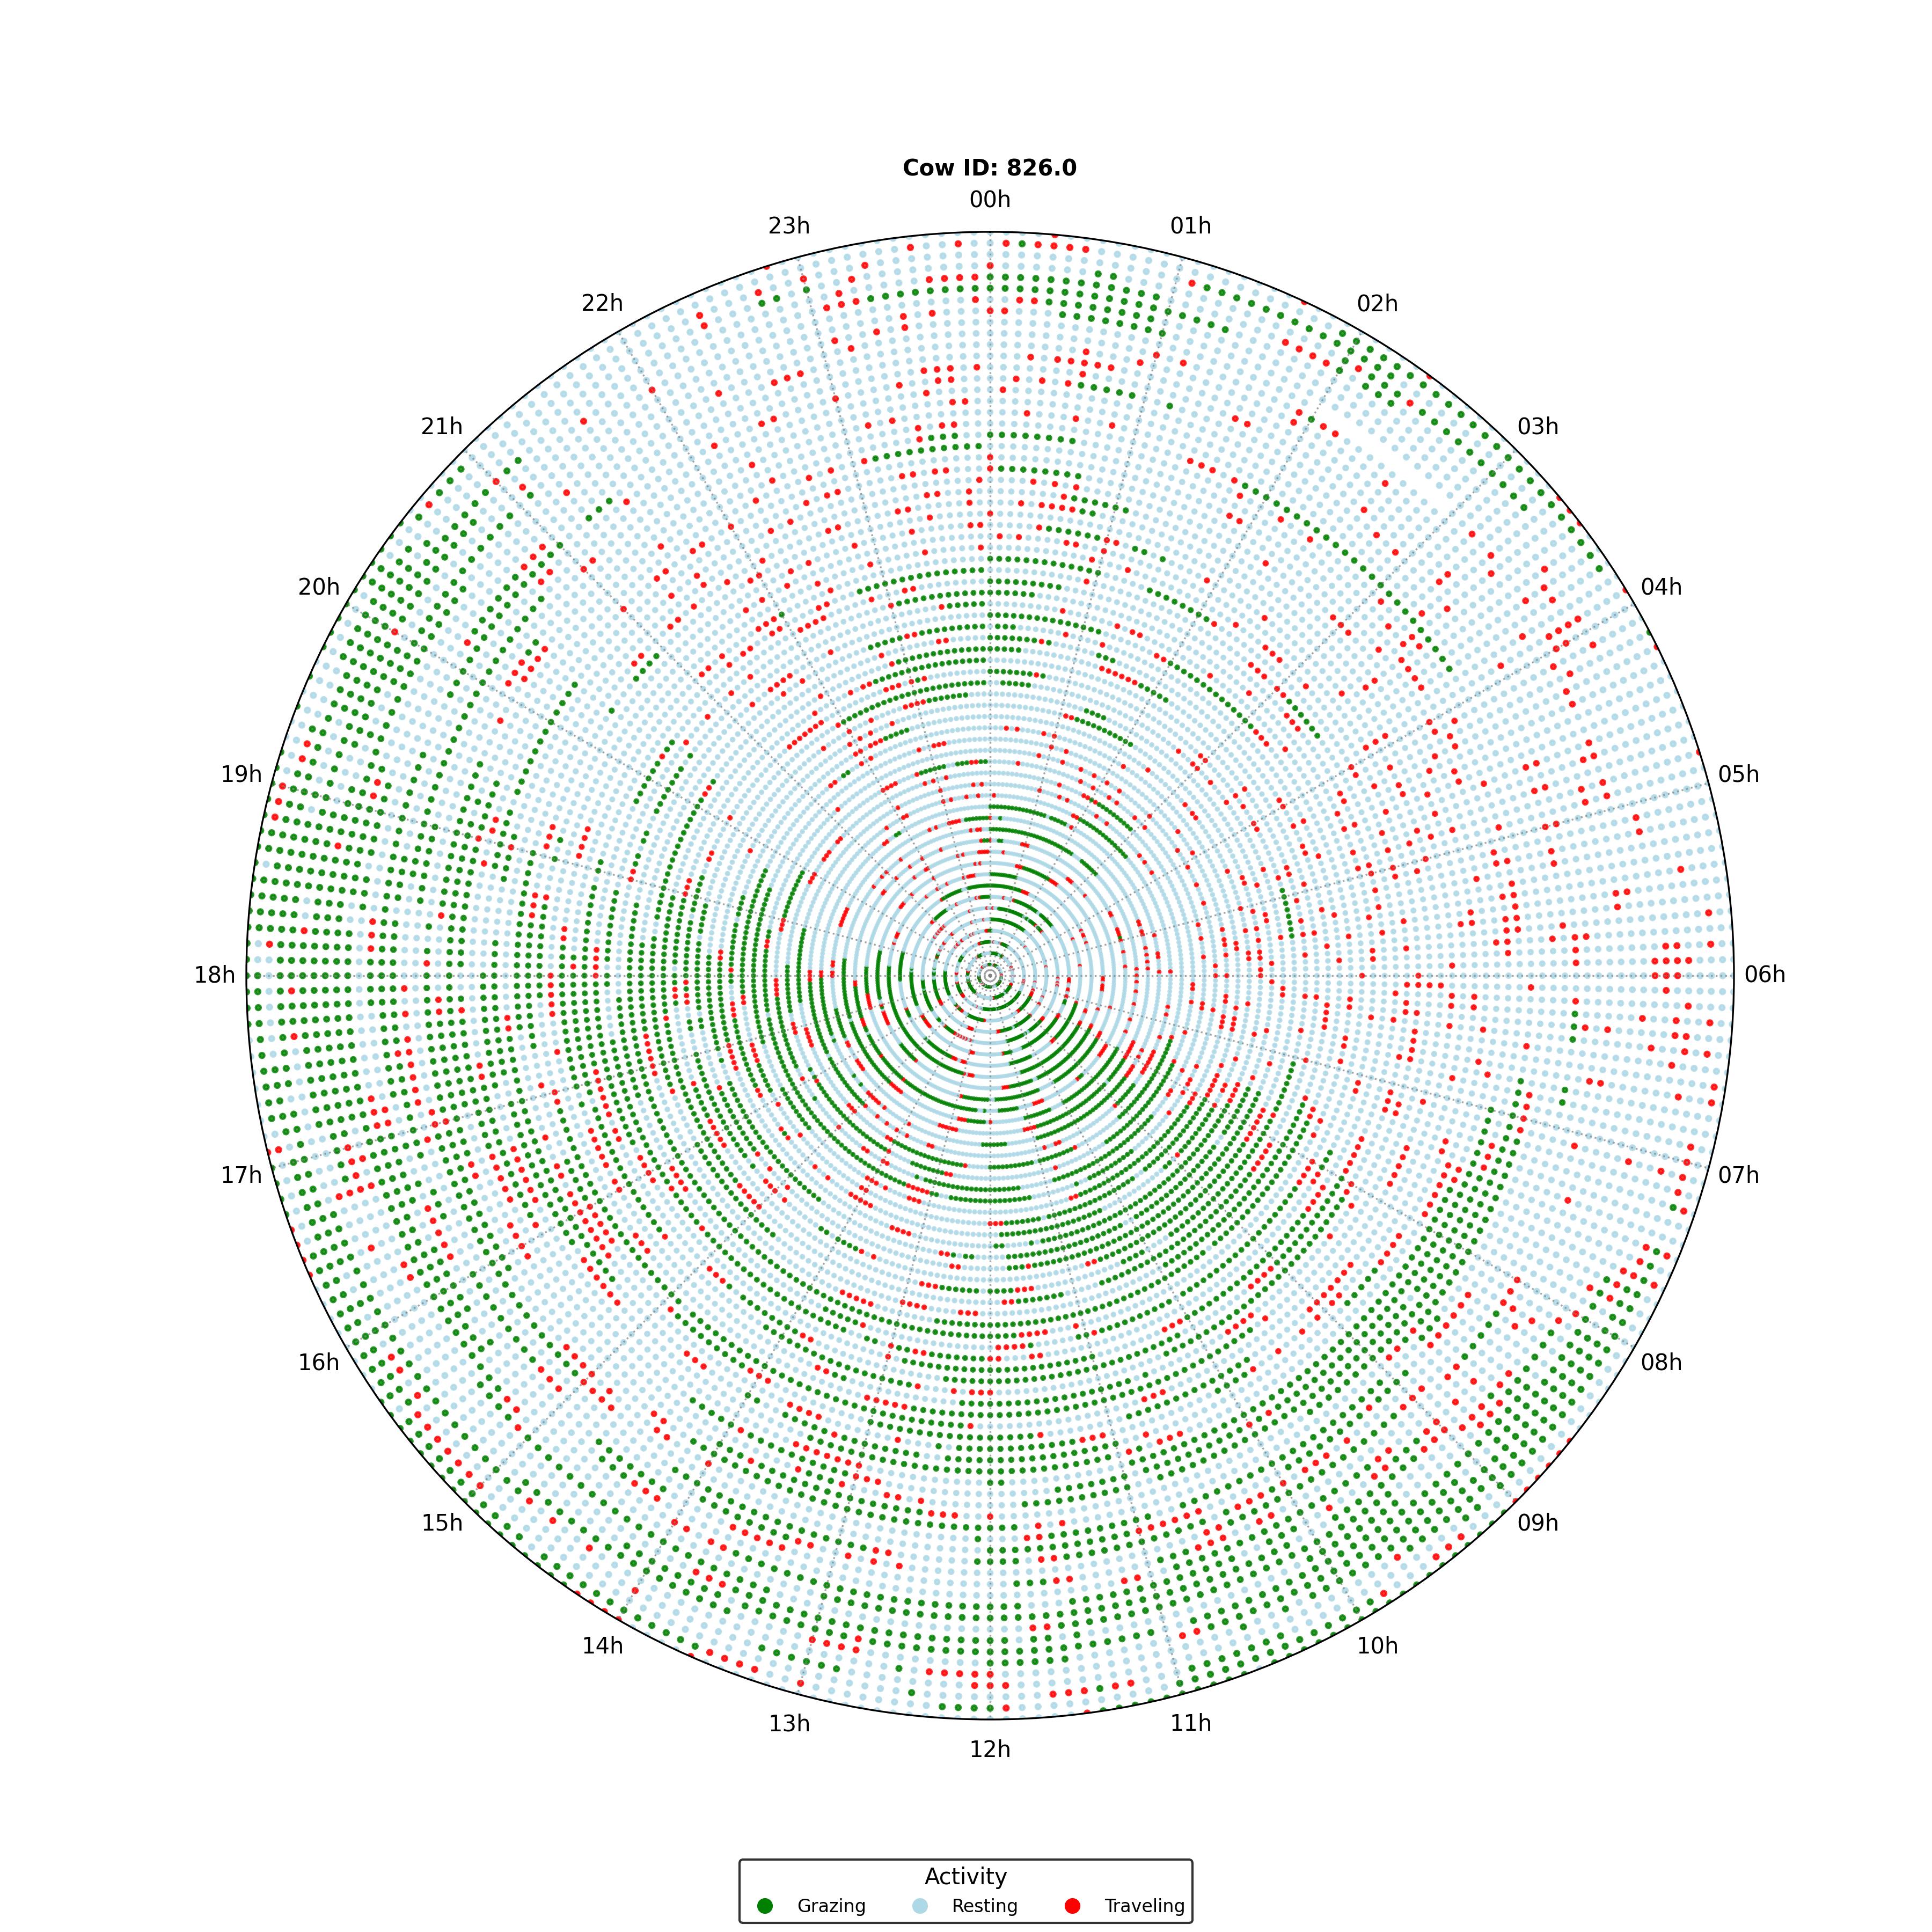 Cow ID: 826.0
00h
01h
02h
03h
04h
05h
06h
07h
08h
09h
10h
11h
12h
13h
14h
15h
16h
17h
18h
19h
20h
21h
22h
23h
Activity
Grazing Resting Traveling